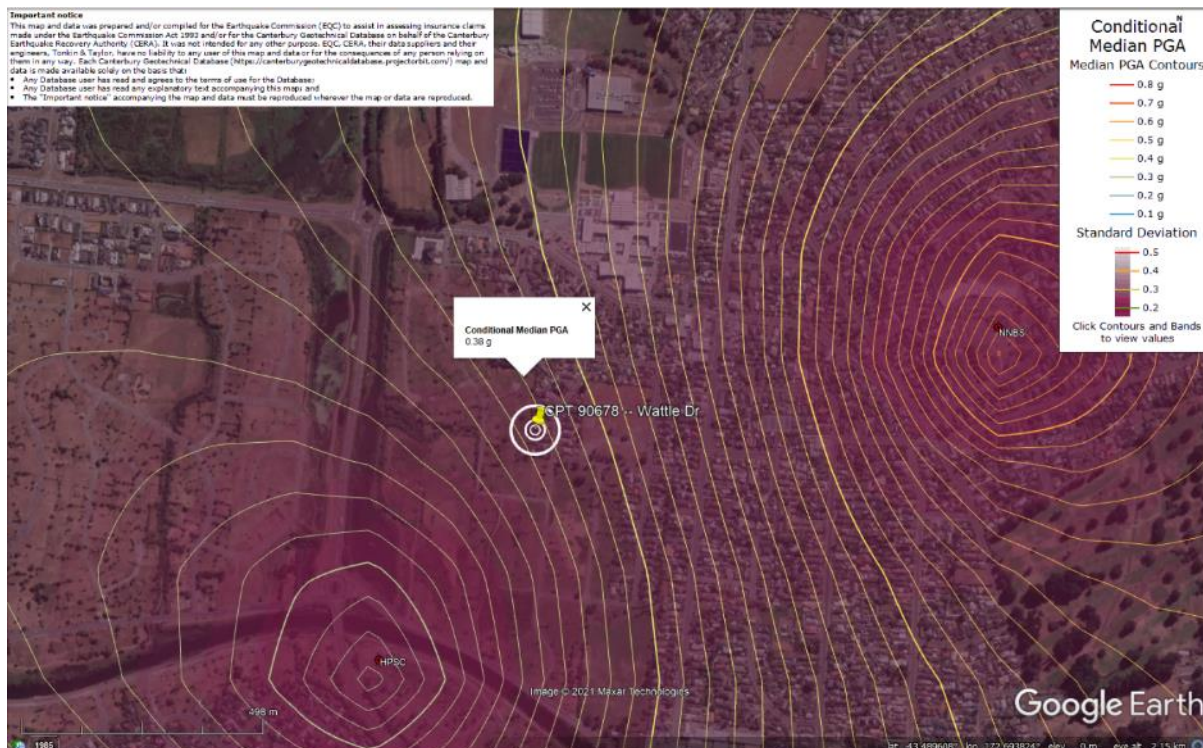 Important notice
This map and data was prepared and/or compiled for the Earthquake Commission (EQC) to assist in assessing insurance claims
made under the Earthquake Commission Act 1993 and/or for the Canterbury Geotechnical Database on behalf of the Canterbury
Earthquake Recovery Authority (CERA). It was not intended for any other purpose. EQC, CERA, their data suppliers and their
engineers, Tonkin & Taylor, have no liability to any user of this map and data or for the consequences of any person relying on
them in any way. Each Canterbury Geotechnical Database (https://canterburygeotechnicaldatabase.projectorbit.com/) map and
data is made available solely on the basis that:
• Any Database user has read and agrees to the terms of use for the Database;
• Any Database user has read any explanatory text accompanying this map; and
• The "Important notice" accompanying the map and data must be reproduced wherever the map or data are reproduced.
N
Conditional
Median PGA
Median PGA Contours
0.8 g
0.7 g
0.6 g
0.5 g
0.4 g
0.3 g
0.2 g
0.1 g
Standard Deviation
0.5
0.4
0.3
0.2
Click Contours and Bands
to view values
Conditional Median PGA
0.38 g
NNBS
CPT 90678 -- Wattle Dr
HPSC
Image © 2021 Maxar Technologies
498 m
Google Earth
1985
elev 0 m eye alt 2.15 km